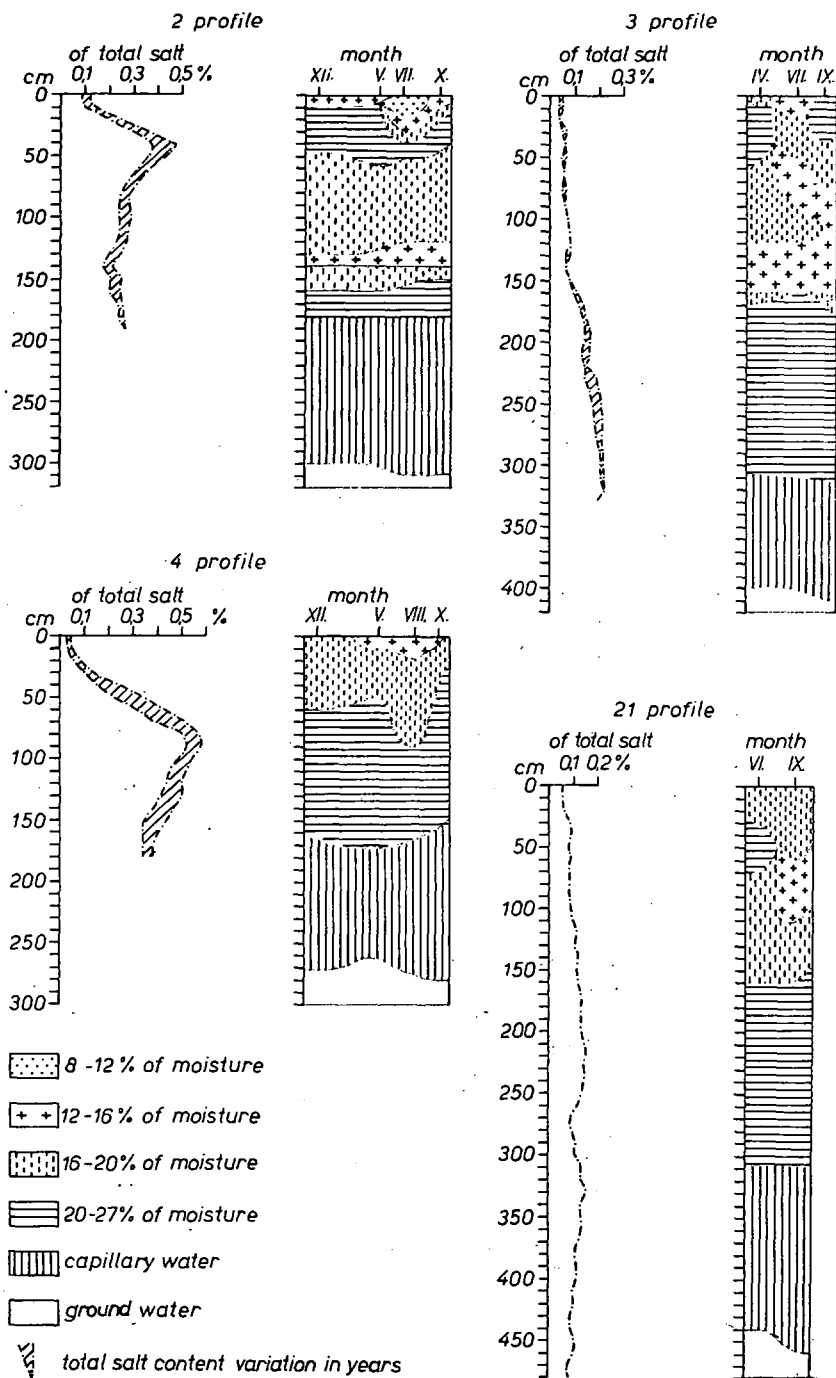 2 profile
of total salt
cm 0,1 0,3 0,5 %
0
50
100
150
200
250
300
month
XII. V. VII. X.
3 profile
of total salt
cm 0,1 0,3 %
0
50
100
150
200
250
300
350
400
month
IV. VII. IX.
4 profile
of total salt
cm 0,1 0,3 0,5 %
0
50
100
150
200
250
300
month
XII. V. VIII. X.
21 profile
of total salt
cm 0,1 0,2 %
0
50
100
150
200
250
300
350
400
450
month
VI. IX.
8 - 12 % of moisture
12-16 % of moisture
16-20% of moisture
20-27% of moisture
capillary water
ground water
total salt content variation in years